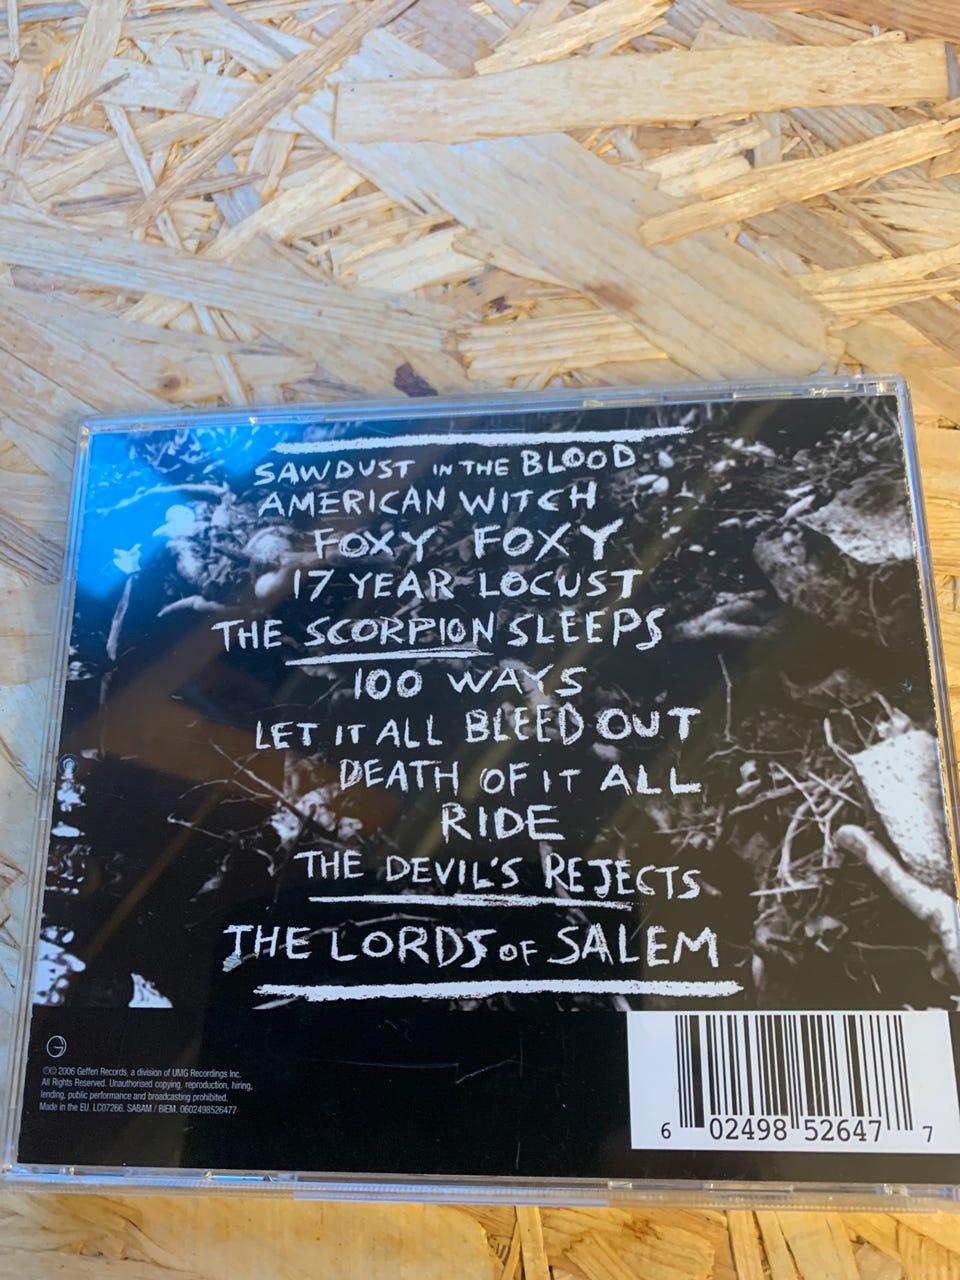 SAWDUST IN THE BLOOD
AMERICAN WITCH
FOXY FOXY
17 YEAR LOCUST
THE SCORPION SLEEPS
100 WAYS
LET IT ALL BLEED OUT
DEATH OF IT ALL
RIDE
THE DEVIL'S REJECTS
THE LORDS OF SALEM
℗© 2006 Geffen Records, a division of UMG Recordings Inc.
All Rights Reserved. Unauthorised copying, reproduction, hiring,
lending, public performance and broadcasting prohibited.
Made in the EU. LC07266. SABAM / BIEM. 0602498526477
6 02498 52647 7